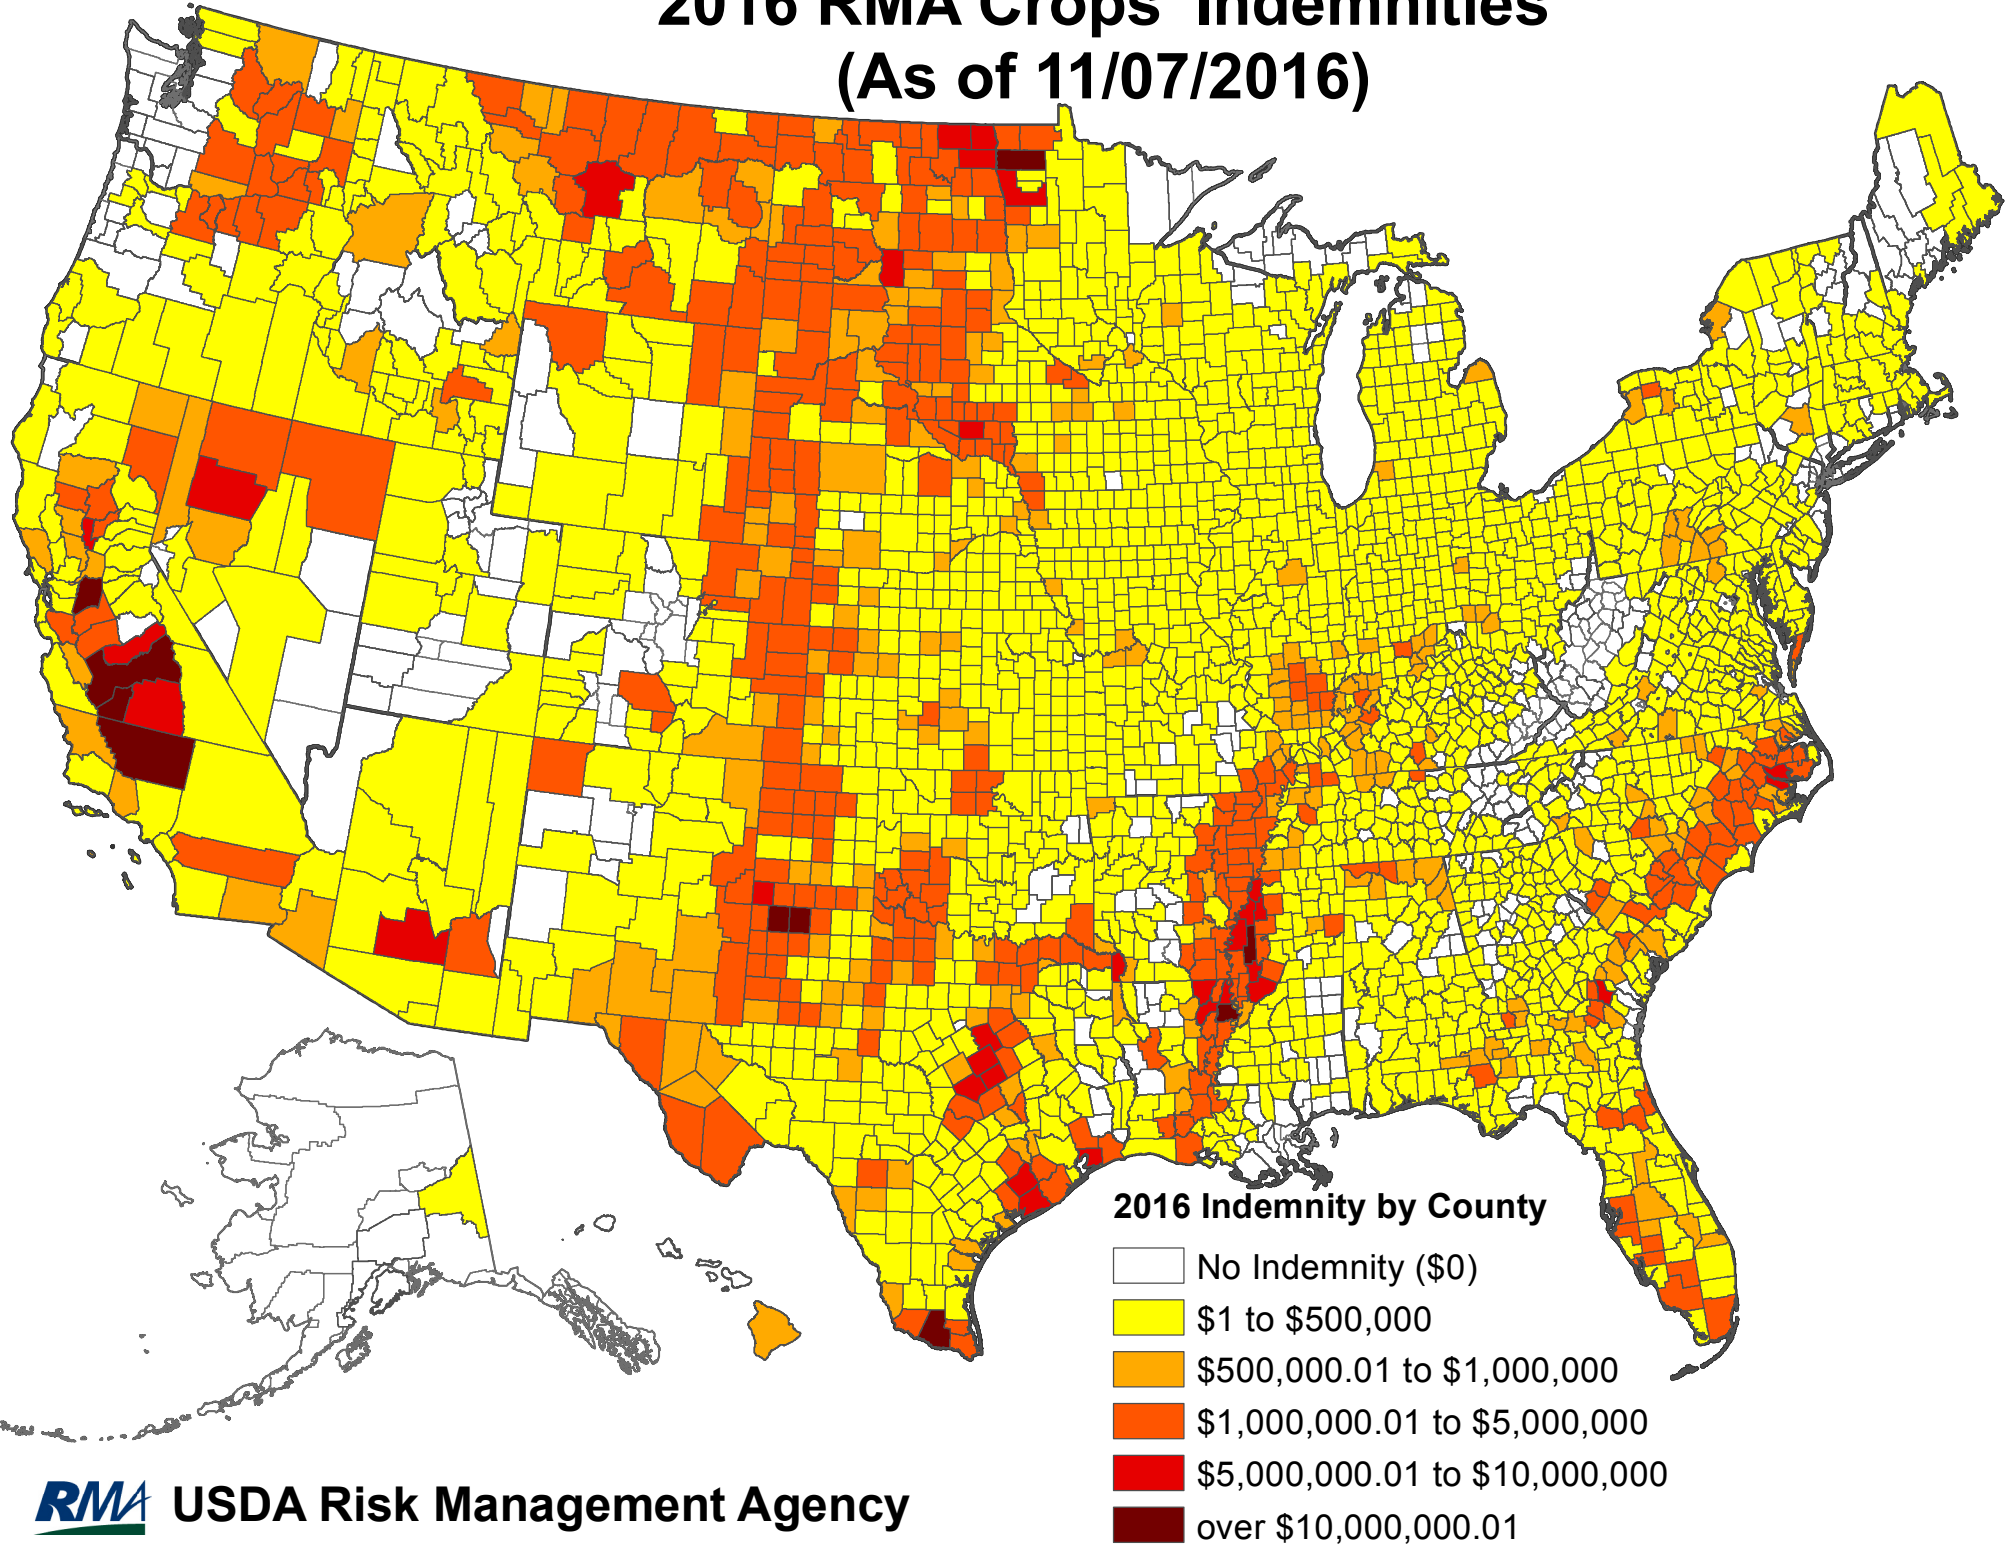 2016 RMA Crops' Indemnities
(As of 11/07/2016)
2016 Indemnity by County
No Indemnity ($0)
$1 to $500,000
$500,000.01 to $1,000,000
$1,000,000.01 to $5,000,000
$5,000,000.01 to $10,000,000
over $10,000,000.01
RMA USDA Risk Management Agency